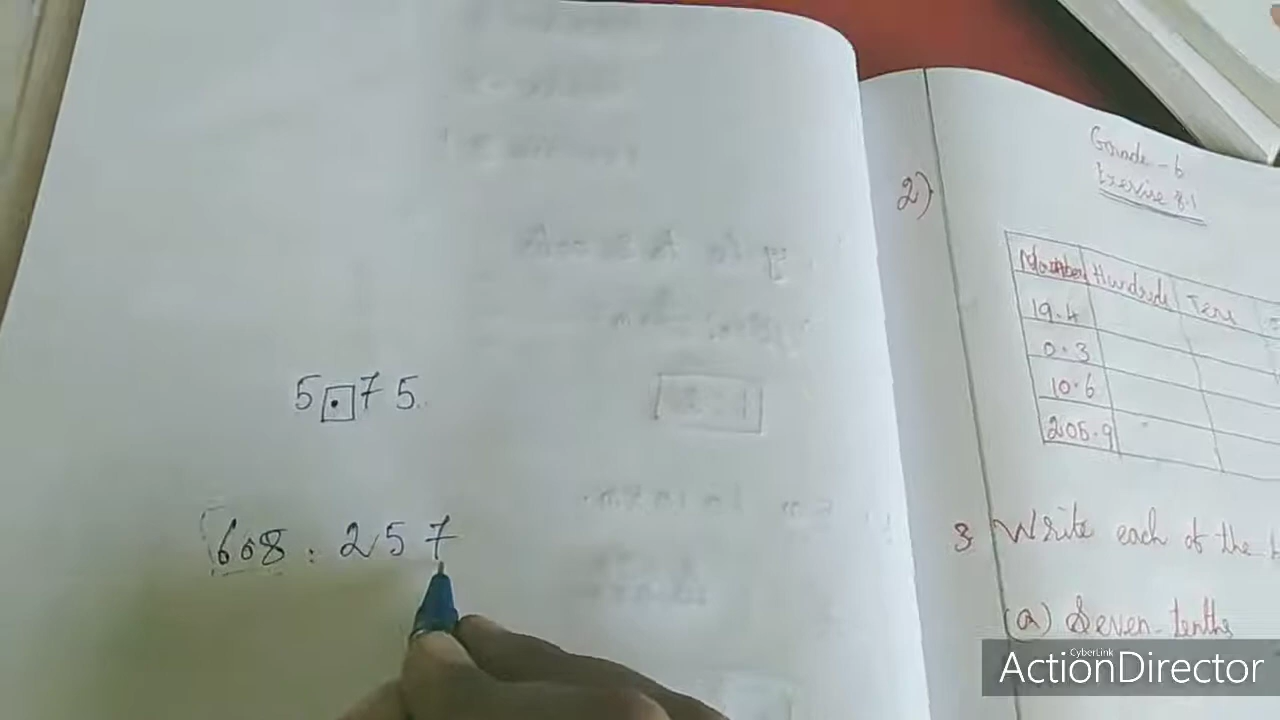 5.75
608.257
Grade - 6
Exercise 8.1
2)
Number Hundreds Tens
19.4
0.3
10.6
205.9
3 Write each of the
(a) Seven-tenths
CyberLink
ActionDirector